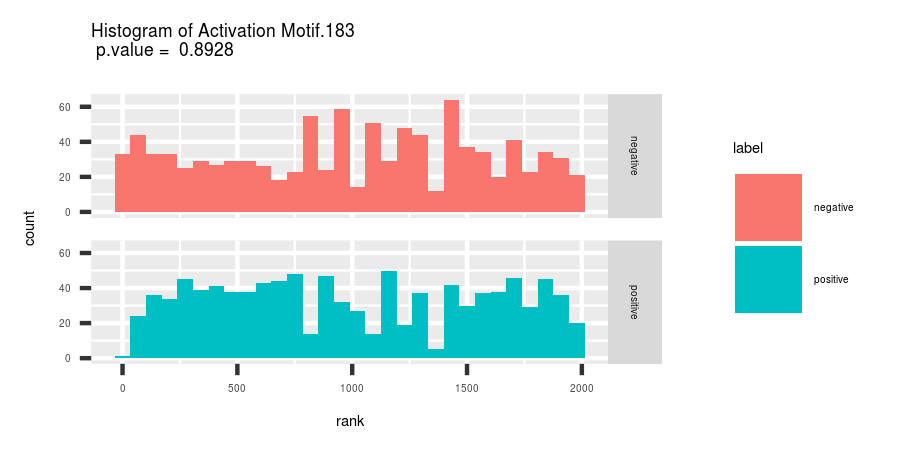 Histogram of Activation Motif.183
p.value = 0.8928
60
40
20
0
negative
60
40
20
0
positive
0 500 1000 1500 2000
rank
count
label
negative
positive